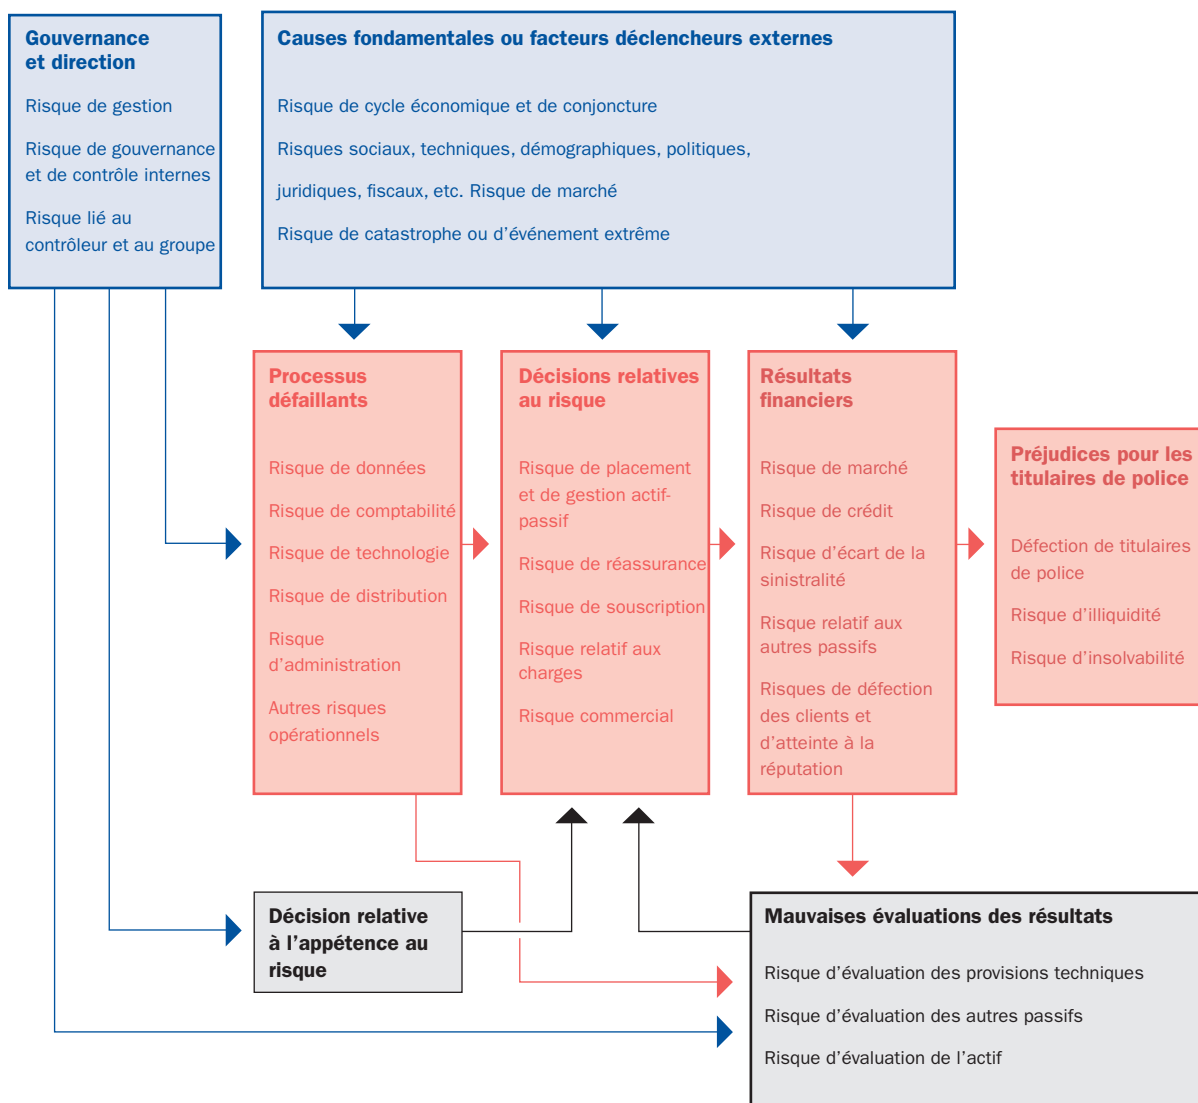 Gouvernance
et direction
Risque de gestion
Risque de gouvernance
et de contrôle internes
Risque lié au
contrôleur et au groupe
Causes fondamentales ou facteurs déclencheurs externes
Risque de cycle économique et de conjoncture
Risques sociaux, techniques, démographiques, politiques,
juridiques, fiscaux, etc. Risque de marché
Risque de catastrophe ou d’événement extrême
Processus
défaillants
Risque de données
Risque de comptabilité
Risque de technologie
Risque de distribution
Risque
d’administration
Autres risques
opérationnels
Décisions relatives
au risque
Risque de placement
et de gestion actif-
passif
Risque de réassurance
Risque de souscription
Risque relatif aux
charges
Risque commercial
Résultats
financiers
Risque de marché
Risque de crédit
Risque d’écart de la
sinistralité
Risque relatif aux
autres passifs
Risques de défection
des clients et
d’atteinte à la
réputation
Préjudices pour les
titulaires de police
Défection de titulaires
de police
Risque d’illiquidité
Risque d’insolvabilité
Décision relative
à l’appétence au
risque
Mauvaises évaluations des résultats
Risque d’évaluation des provisions techniques
Risque d’évaluation des autres passifs
Risque d’évaluation de l’actif